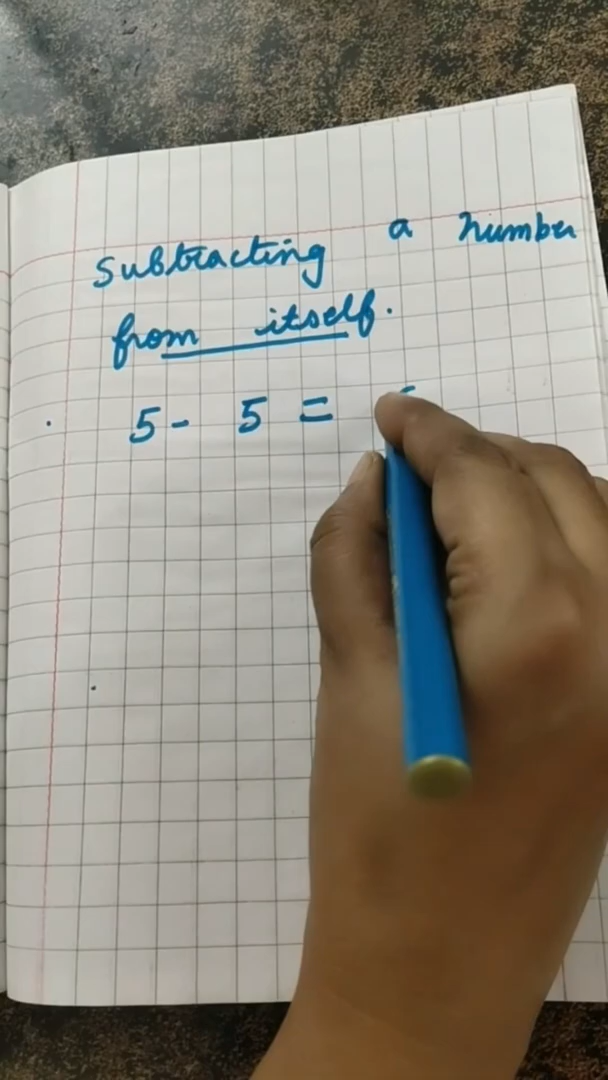 Subtracting a number
from itself.
5 - 5 =